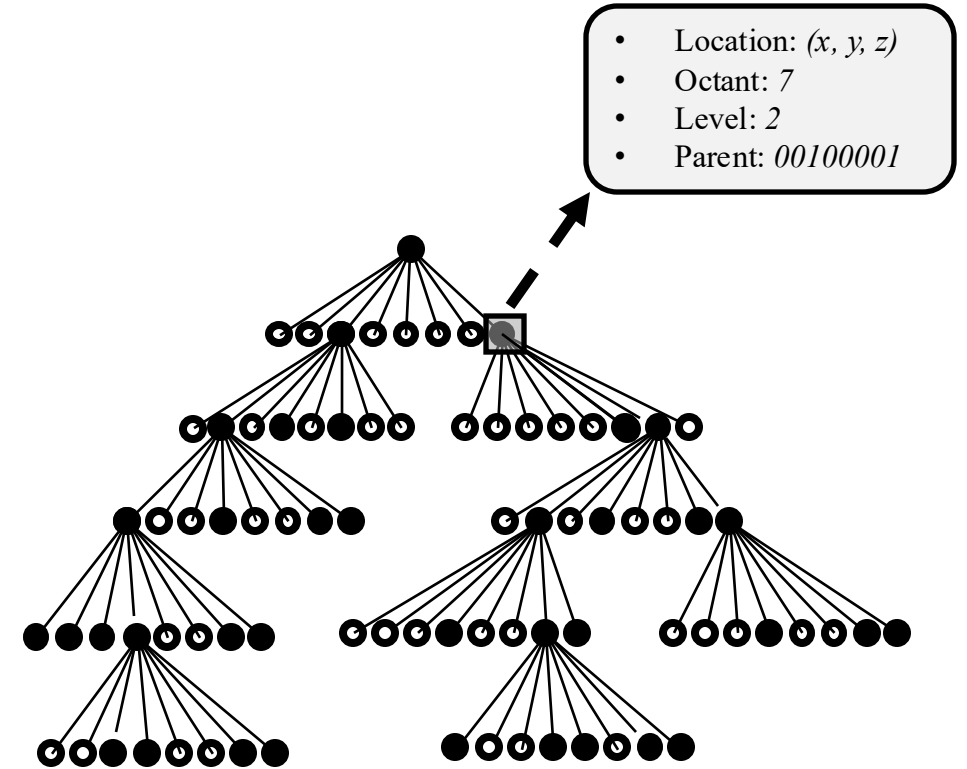 • Location: (x, y, z)
• Octant: 7
• Level: 2
• Parent: 00100001